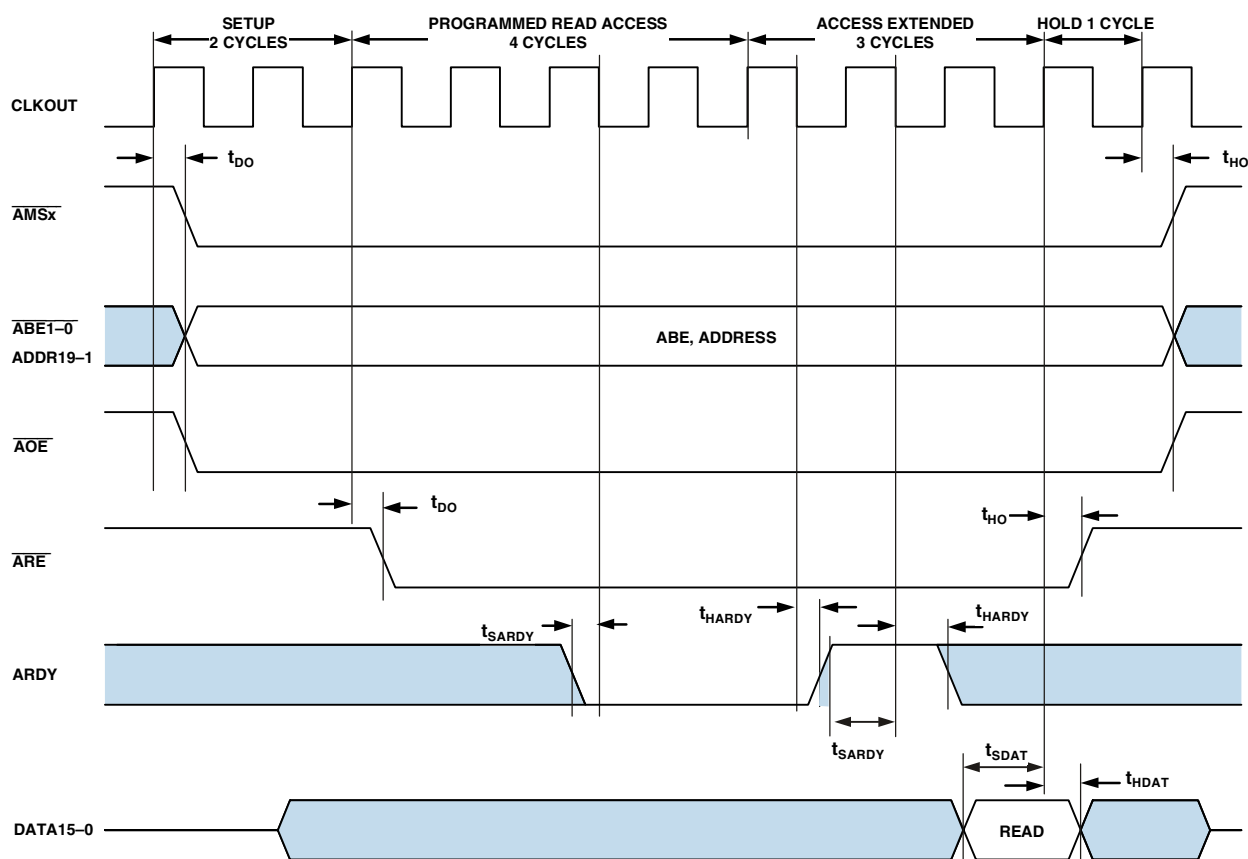 SETUP
2 CYCLES
PROGRAMMED READ ACCESS
4 CYCLES
ACCESS EXTENDED
3 CYCLES
HOLD 1 CYCLE
CLKOUT
tDO
tHO
AMSx
ABE1–0
ADDR19–1
ABE, ADDRESS
AOE
tDO
tHO
ARE
tSARDY
tHARDY
tHARDY
ARDY
tSARDY
tSDAT
tHDAT
DATA15–0
READ